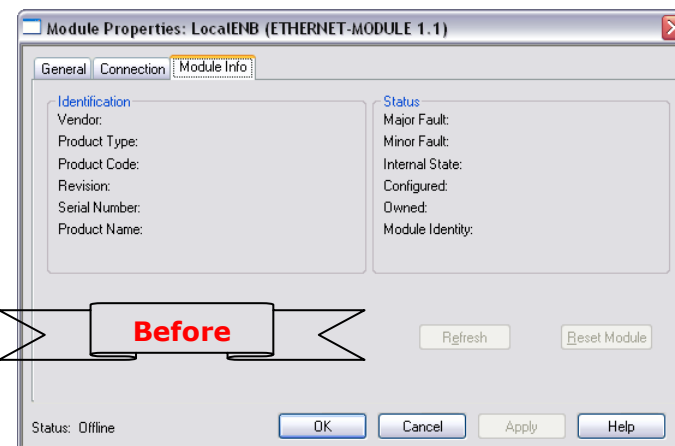 Module Properties: LocalENB (ETHERNET-MODULE 1.1)
General Connection Module Info
Identification
Vendor:
Product Type:
Product Code:
Revision:
Serial Number:
Product Name:
Status
Major Fault:
Minor Fault:
Internal State:
Configured:
Owned:
Module Identity:
Before
Refresh Reset Module
Status: Offline OK Cancel Apply Help